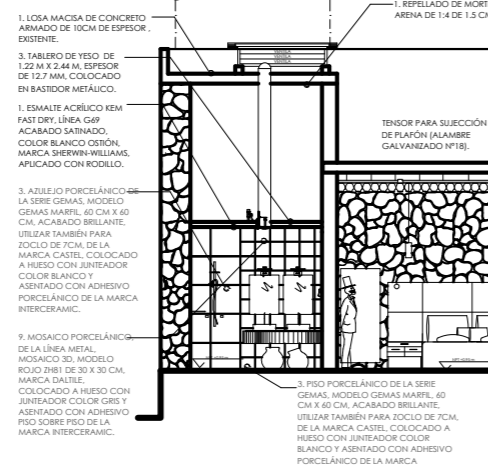 1. LOSA MACISA DE CONCRETO
ARMADO DE 10CM DE ESPESOR ,
EXISTENTE.
3. TABLERO DE YESO DE
1.22 M X 2.44 M, ESPESOR
DE 12.7 MM, COLOCADO
EN BASTIDOR METÁLICO.
1. ESMALTE ACRÍLICO KEM
FAST DRY, LÍNEA G69
ACABADO SATINADO,
COLOR BLANCO OSTIÓN,
MARCA SHERWIN-WILLIAMS,
APLICADO CON RODILLO.
3. AZULEJO PORCELÁNICO DE
LA SERIE GEMAS, MODELO
GEMAS MARFIL, 60 CM X 60
CM, ACABADO BRILLANTE,
UTILIZAR TAMBIÉN PARA
ZOCLO DE 7CM, DE LA
MARCA CASTEL, COLOCADO
A HUESO CON JUNTEADOR
COLOR BLANCO Y
ASENTADO CON ADHESIVO
PORCELÁNICO DE LA MARCA
INTERCERAMIC.
9. MOSAICO PORCELÁNICO,
DE LA LÍNEA METAL,
MOSAICO 3D, MODELO
ROJO ZH81 DE 30 X 30 CM,
MARCA DALTILE,
COLOCADO A HUESO CON
JUNTEADOR COLOR GRIS Y
ASENTADO CON ADHESIVO
PISO SOBRE PISO DE LA
MARCA INTERCERAMIC.
1. REPELLADO DE MORT
ARENA DE 1:4 DE 1.5 CM
VENTILA
VENTILA
VENTILA
TENSOR PARA SUJECCIÓN
DE PLAFÓN (ALAMBRE
GALVANIZADO Nº18).
3. PISO PORCELÁNICO DE LA SERIE
GEMAS, MODELO GEMAS MARFIL, 60
CM X 60 CM, ACABADO BRILLANTE,
UTILIZAR TAMBIÉN PARA ZOCLO DE 7CM,
DE LA MARCA CASTEL, COLOCADO A
HUESO CON JUNTEADOR COLOR
BLANCO Y ASENTADO CON ADHESIVO
PORCELÁNICO DE LA MARCA